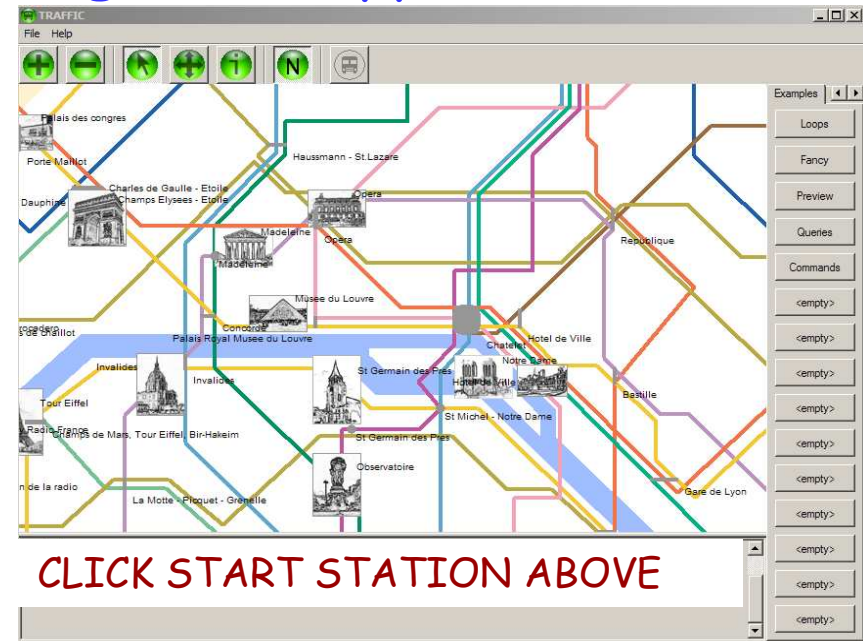 TRAFFIC
File Help
N
Examples
Loops
Fancy
Preview
Queries
Commands
<empty>
<empty>
<empty>
<empty>
<empty>
<empty>
<empty>
<empty>
<empty>
<empty>
Palais des congres
Porte Maillot
Haussmann - St.Lazare
Charles de Gaulle - Etoile
Champs Elysees - Etoile
Dauphine
Opera
Madeleine
Opera
Republique
Madeleine
Musee du Louvre
Concorde
Palais Royal Musee du Louvre
Chatelet
Hotel de Ville
Notre Dame
Invalides
Invalides
St Germain des Pres
Hotel de Ville
Bastille
Tour Eiffel
St Michel - Notre Dame
Radio France
Champs de Mars, Tour Eiffel, Bir-Hakeim
St Germain des Pres
Observatoire
de la radio
La Motte - Picquet - Grenelle
Gare de Lyon
CLICK START STATION ABOVE